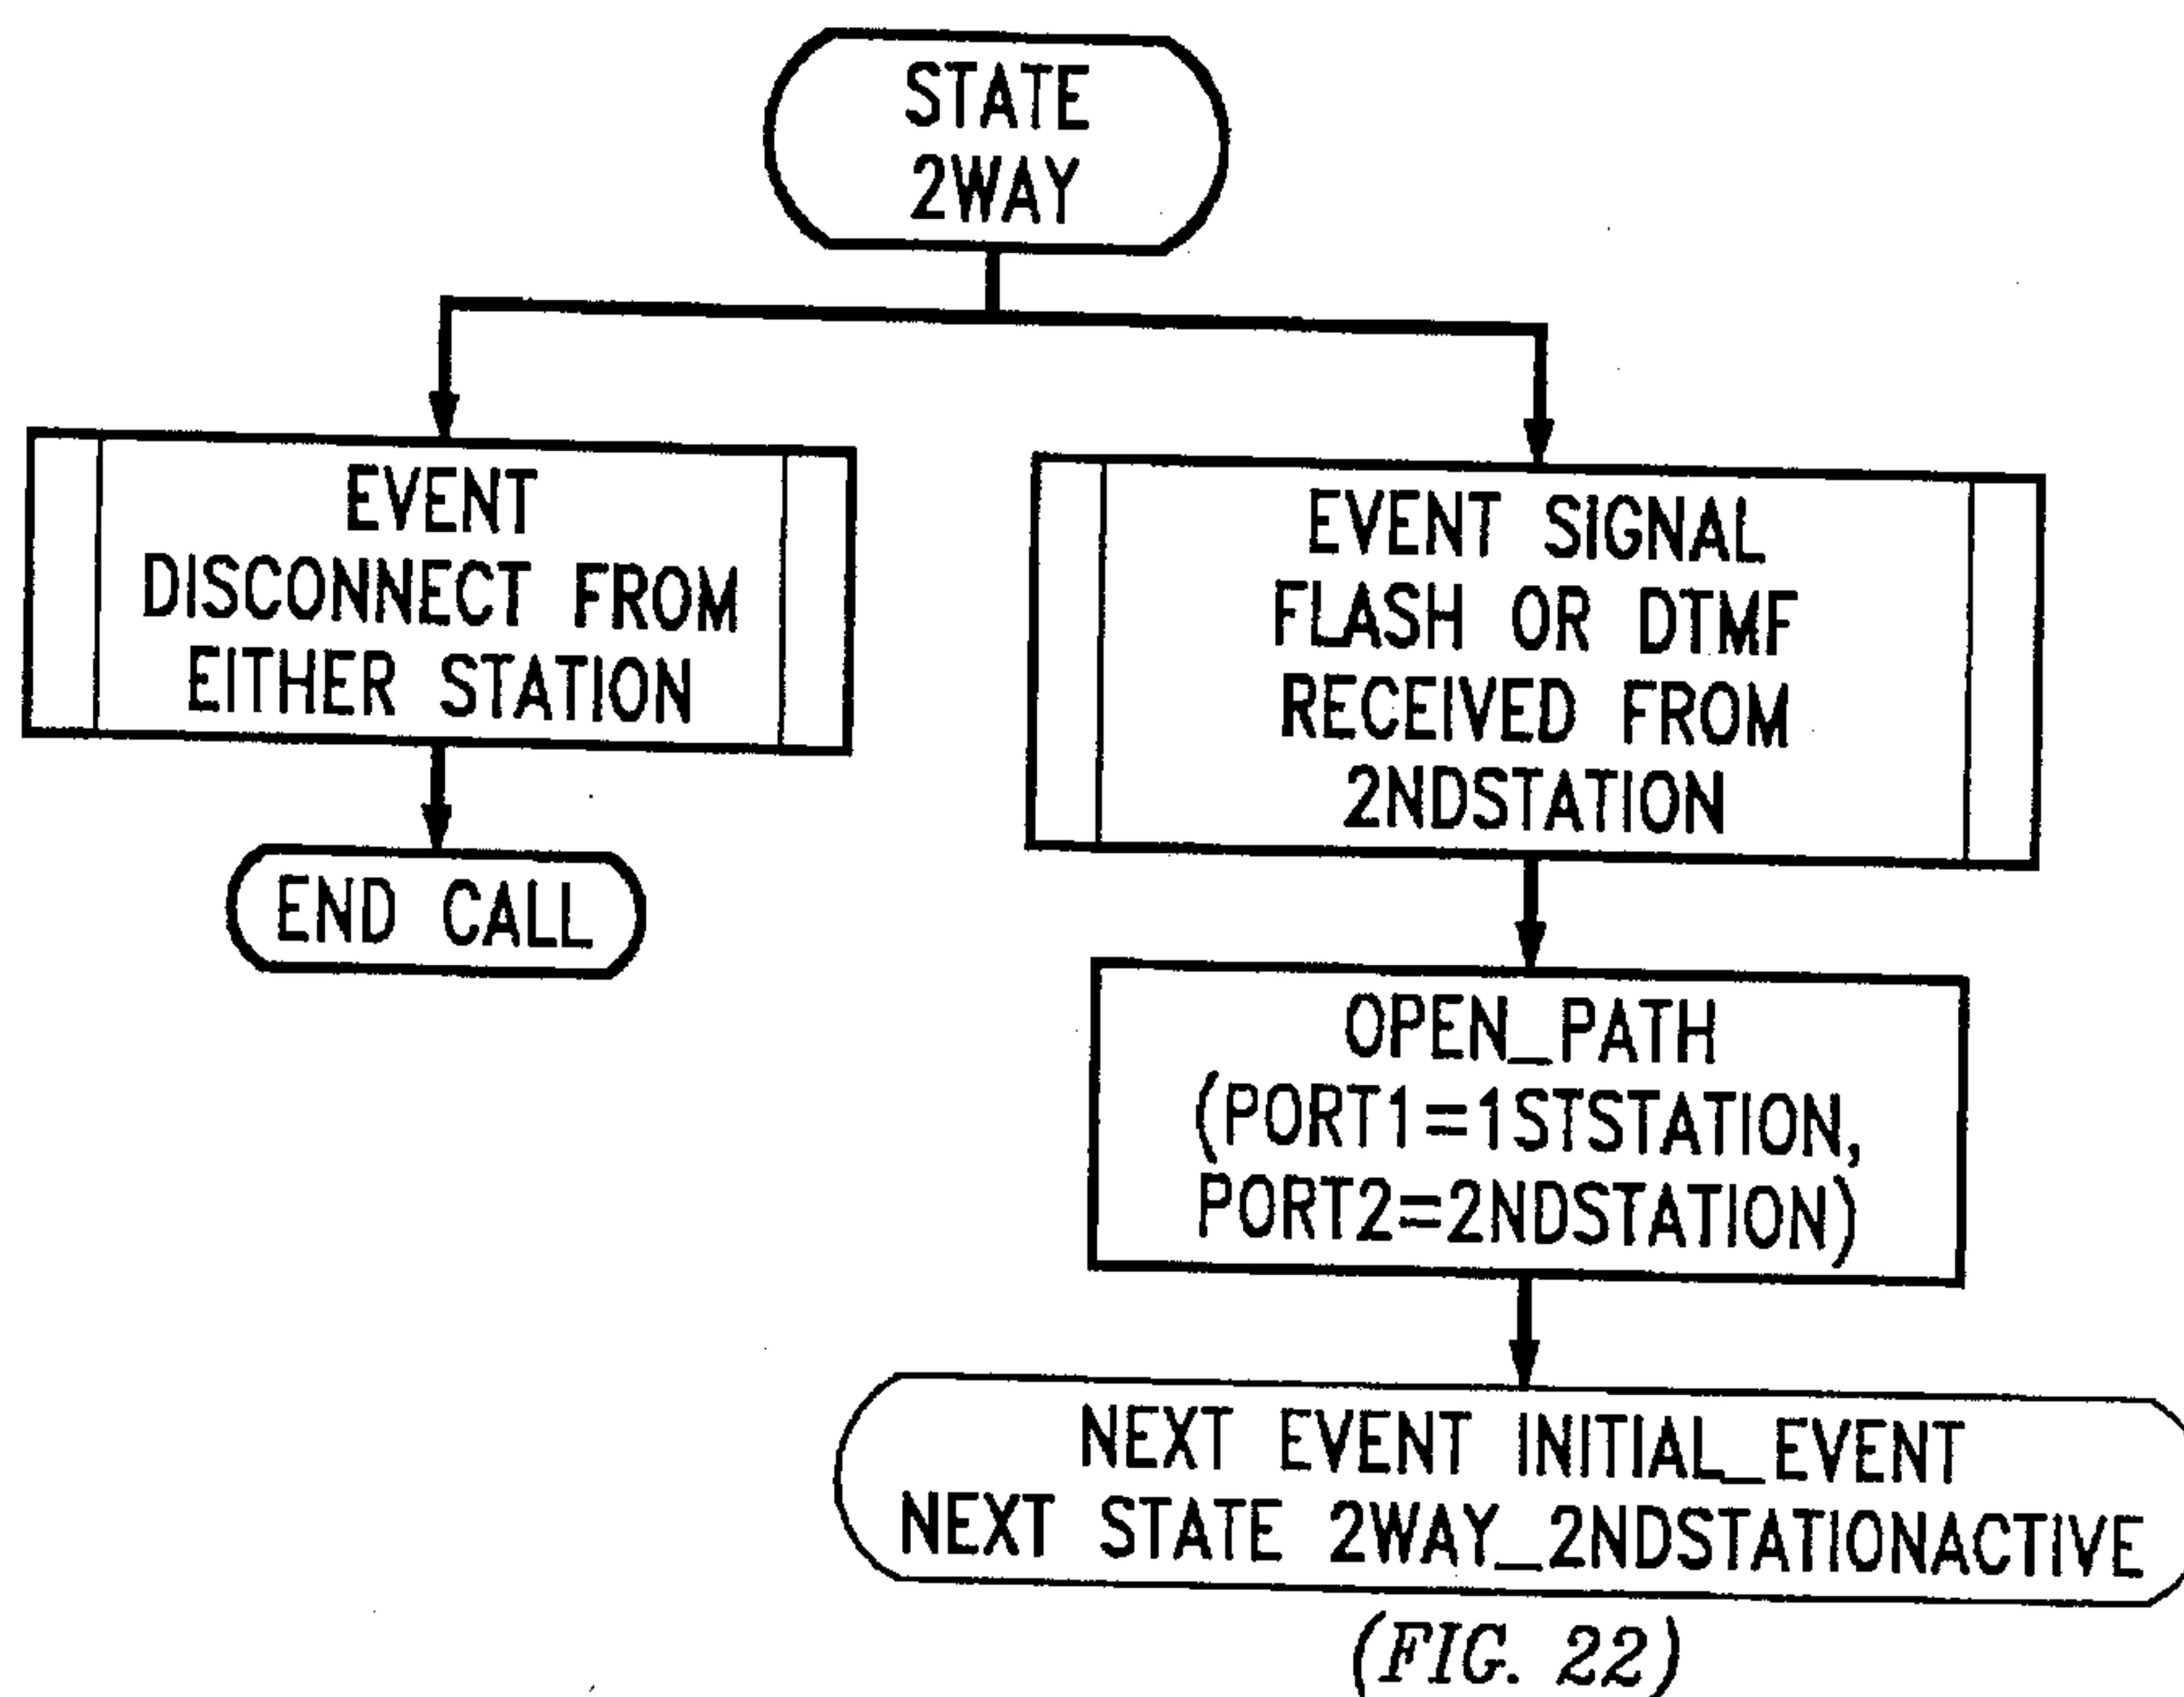 STATE
2WAY
EVENT
DISCONNECT FROM
EITHER STATION
END CALL
EVENT SIGNAL
FLASH OR DTMF
RECEIVED FROM
2NDSTATION
OPEN_PATH
(PORT1=1STSTATION,
PORT2=2NDSTATION)
NEXT EVENT INITIAL_EVENT
NEXT STATE 2WAY_2NDSTATIONACTIVE
(FIG. 22)